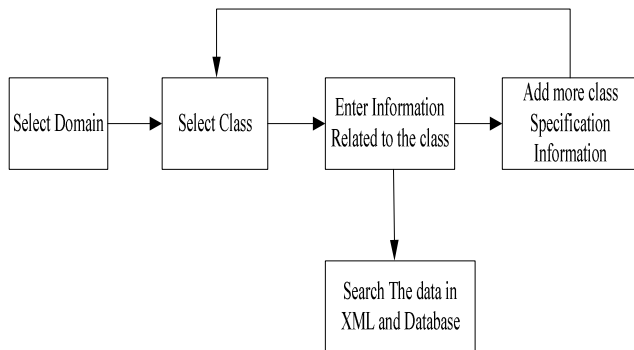 Select Domain
Select Class
Enter Information
Related to the class
Add more class
Specification
Information
Search The data in
XML and Database